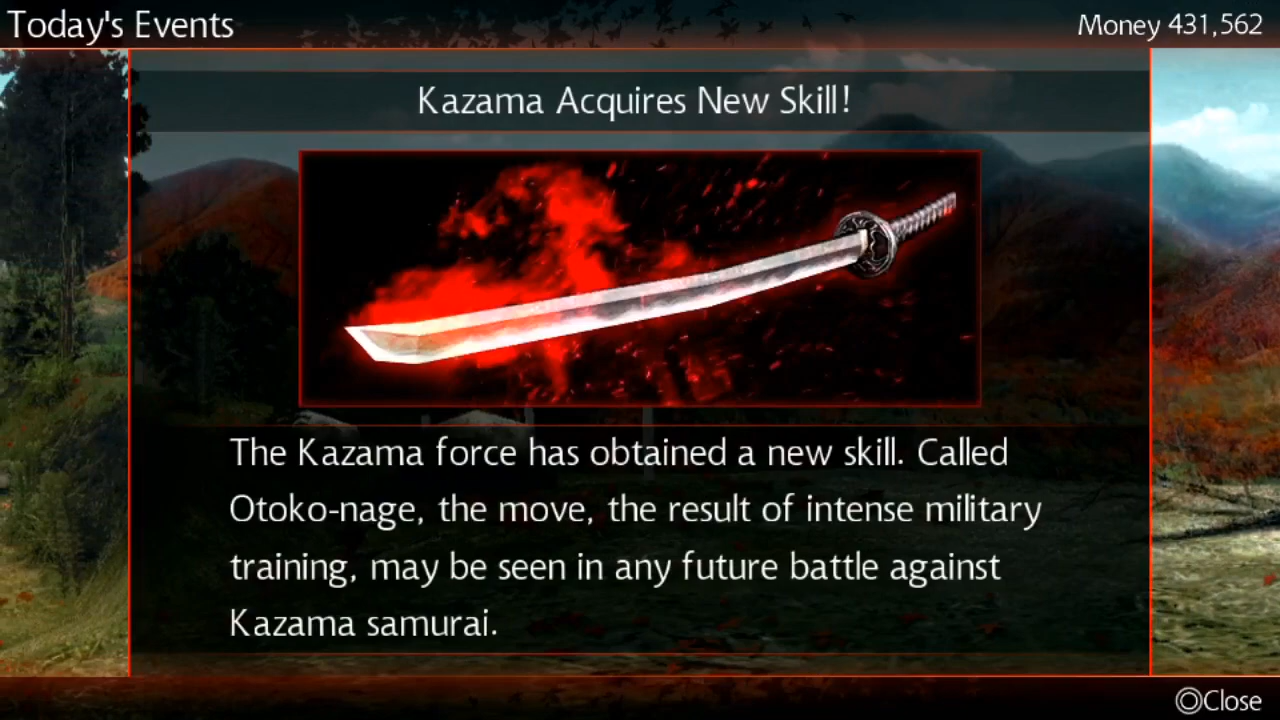 Today's Events
Money 431,562
Kazama Acquires New Skill!
The Kazama force has obtained a new skill. Called
Otoko-nage, the move, the result of intense military
training, may be seen in any future battle against
Kazama samurai.
◎Close